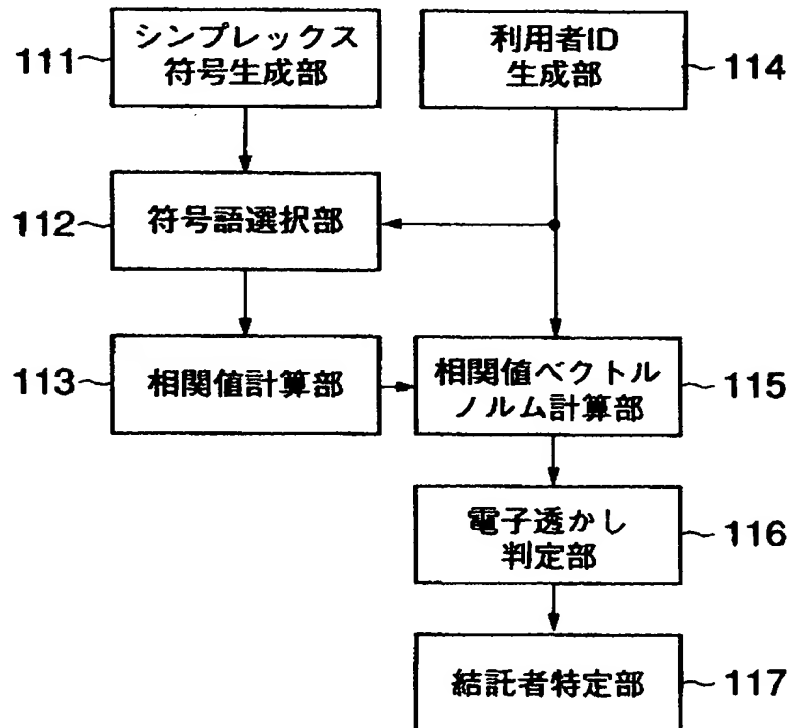 111
シンプレックス
符号生成部
利用者ID
生成部
114
112
符号語選択部
113
相関値計算部
相関値ベクトル
ノルム計算部
115
電子透かし
判定部
116
結託者特定部
117